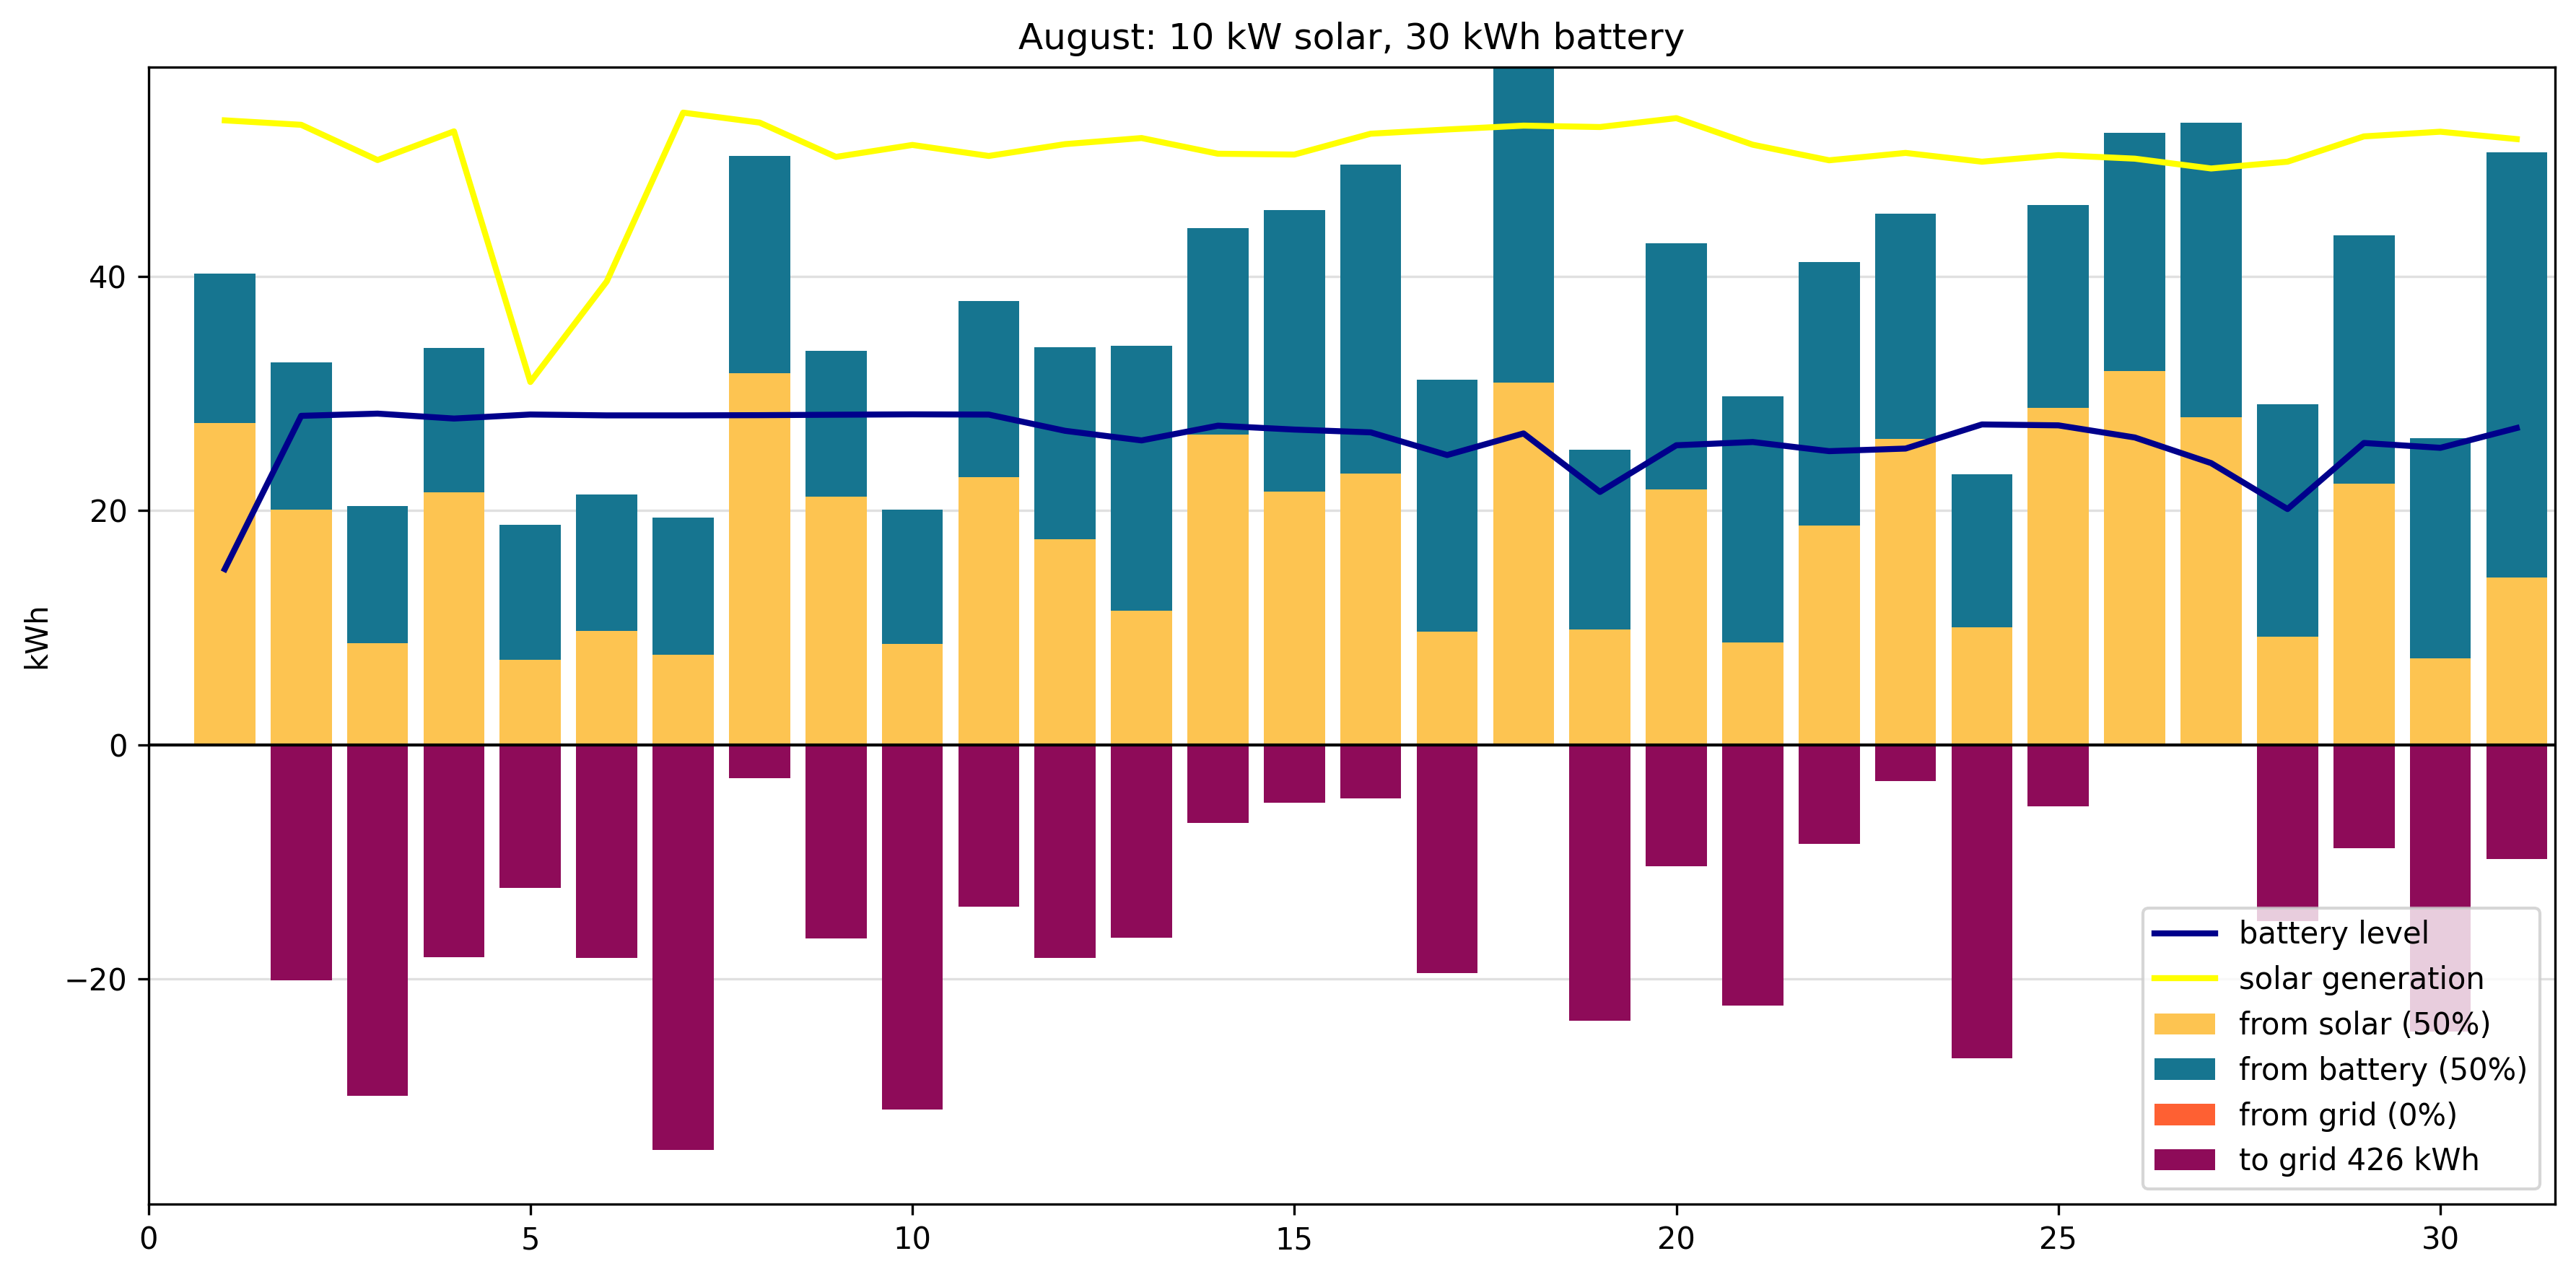 August: 10 kW solar, 30 kWh battery
kWh
40
20
0
−20
0 5 10 15 20 25 30
battery level
solar generation
from solar (50%)
from battery (50%)
from grid (0%)
to grid 426 kWh